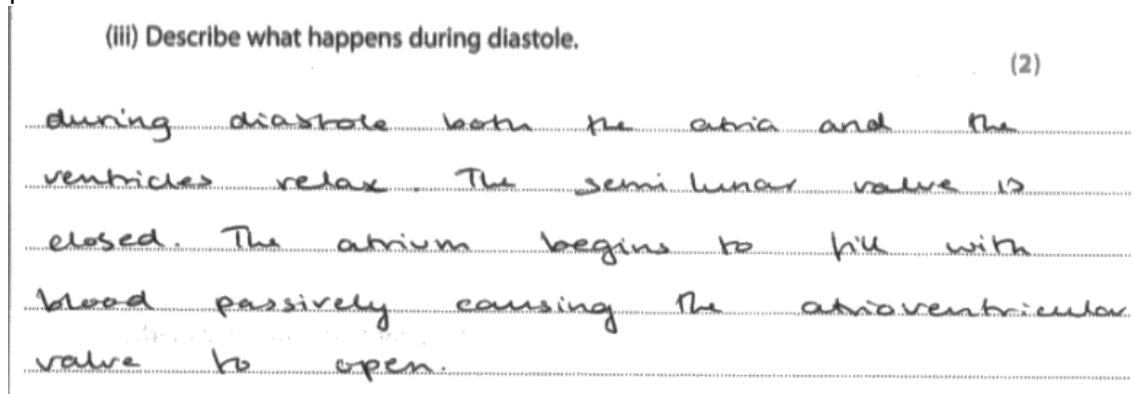 (iii) Describe what happens during diastole.
(2)
during diastole both the atria and the
ventricles relax. The semi lunar valve is
closed. The atrium begins to fill with
blood passively causing the atrioventricular
valve to open.